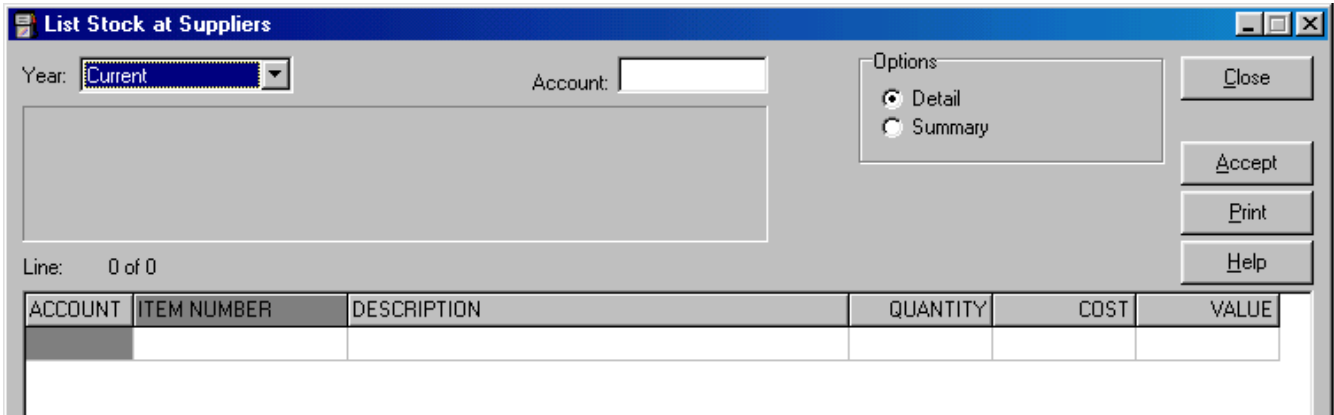 List Stock at Suppliers
Year: Current
Account:
Options
Detail
Summary
Close
Accept
Print
Help
Line: 0 of 0
ACCOUNT ITEM NUMBER DESCRIPTION QUANTITY COST VALUE